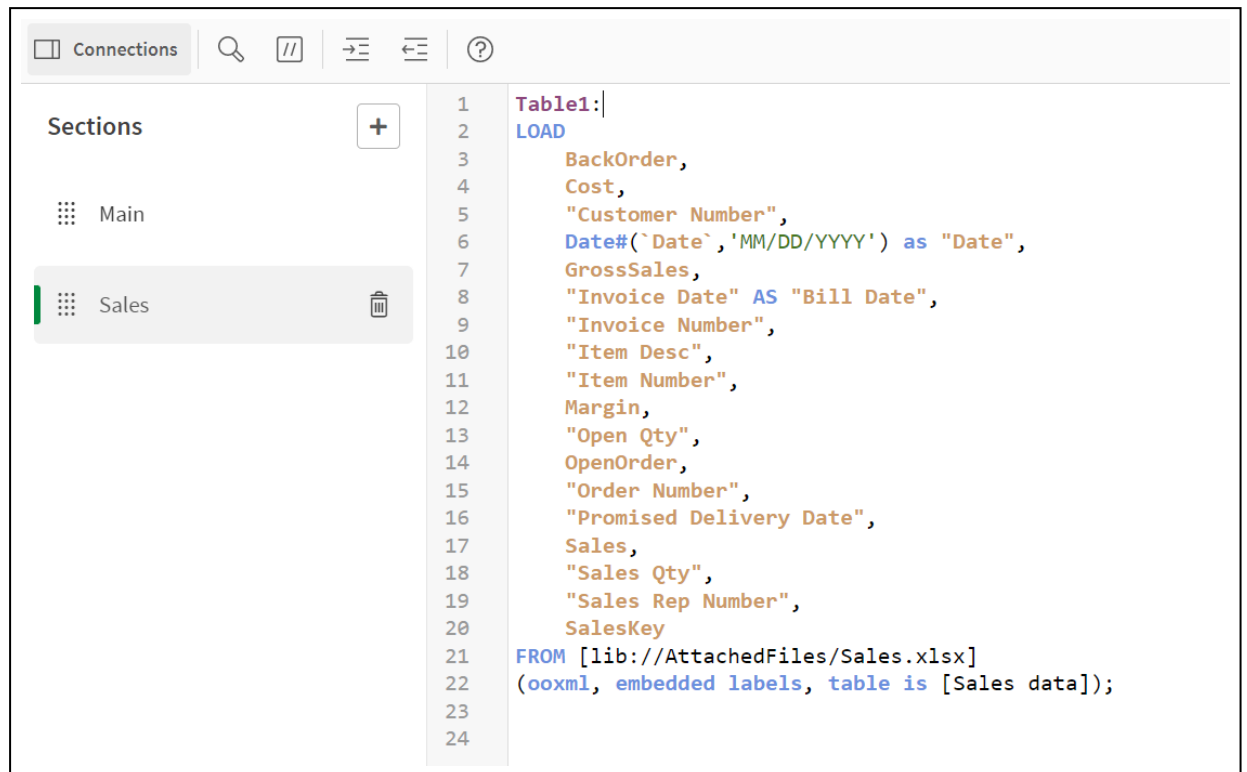 Connections
//
?
Sections
+
Main
Sales
1 Table1:
2 LOAD
3 BackOrder,
4 Cost,
5 "Customer Number",
6 Date#(`Date`,'MM/DD/YYYY') as "Date",
7 GrossSales,
8 "Invoice Date" AS "Bill Date",
9 "Invoice Number",
10 "Item Desc",
11 "Item Number",
12 Margin,
13 "Open Qty",
14 OpenOrder,
15 "Order Number",
16 "Promised Delivery Date",
17 Sales,
18 "Sales Qty",
19 "Sales Rep Number",
20 SalesKey
21 FROM [lib://AttachedFiles/Sales.xlsx]
22 (ooxml, embedded labels, table is [Sales data]);
23
24